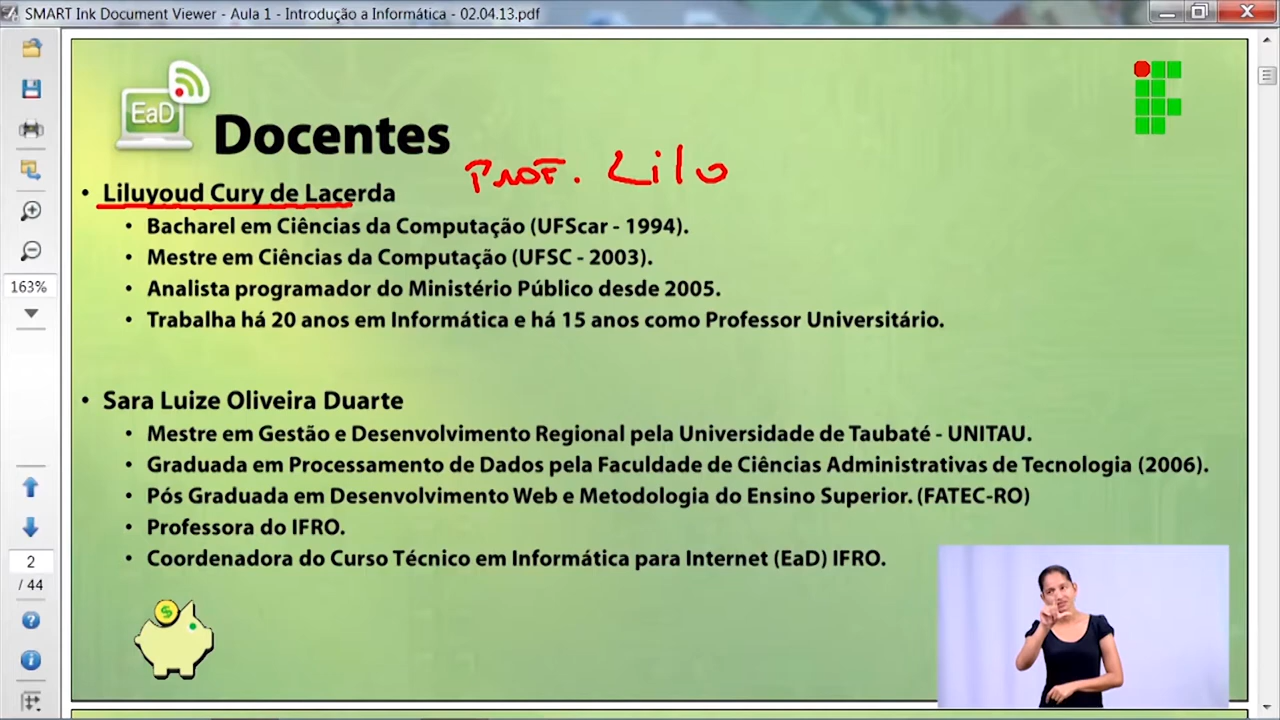 SMART Ink Document Viewer - Aula 1 - Introdução a Informática - 02.04.13.pdf
EaD
Docentes
PROF. Lilo
• Liluyoud Cury de Lacerda
• Bacharel em Ciências da Computação (UFScar - 1994).
• Mestre em Ciências da Computação (UFSC - 2003).
• Analista programador do Ministério Público desde 2005.
• Trabalha há 20 anos em Informática e há 15 anos como Professor Universitário.
• Sara Luize Oliveira Duarte
• Mestre em Gestão e Desenvolvimento Regional pela Universidade de Taubaté - UNITAU.
• Graduada em Processamento de Dados pela Faculdade de Ciências Administrativas de Tecnologia (2006).
• Pós Graduada em Desenvolvimento Web e Metodologia do Ensino Superior. (FATEC-RO)
• Professora do IFRO.
• Coordenadora do Curso Técnico em Informática para Internet (EaD) IFRO.
$
163%
2
/ 44